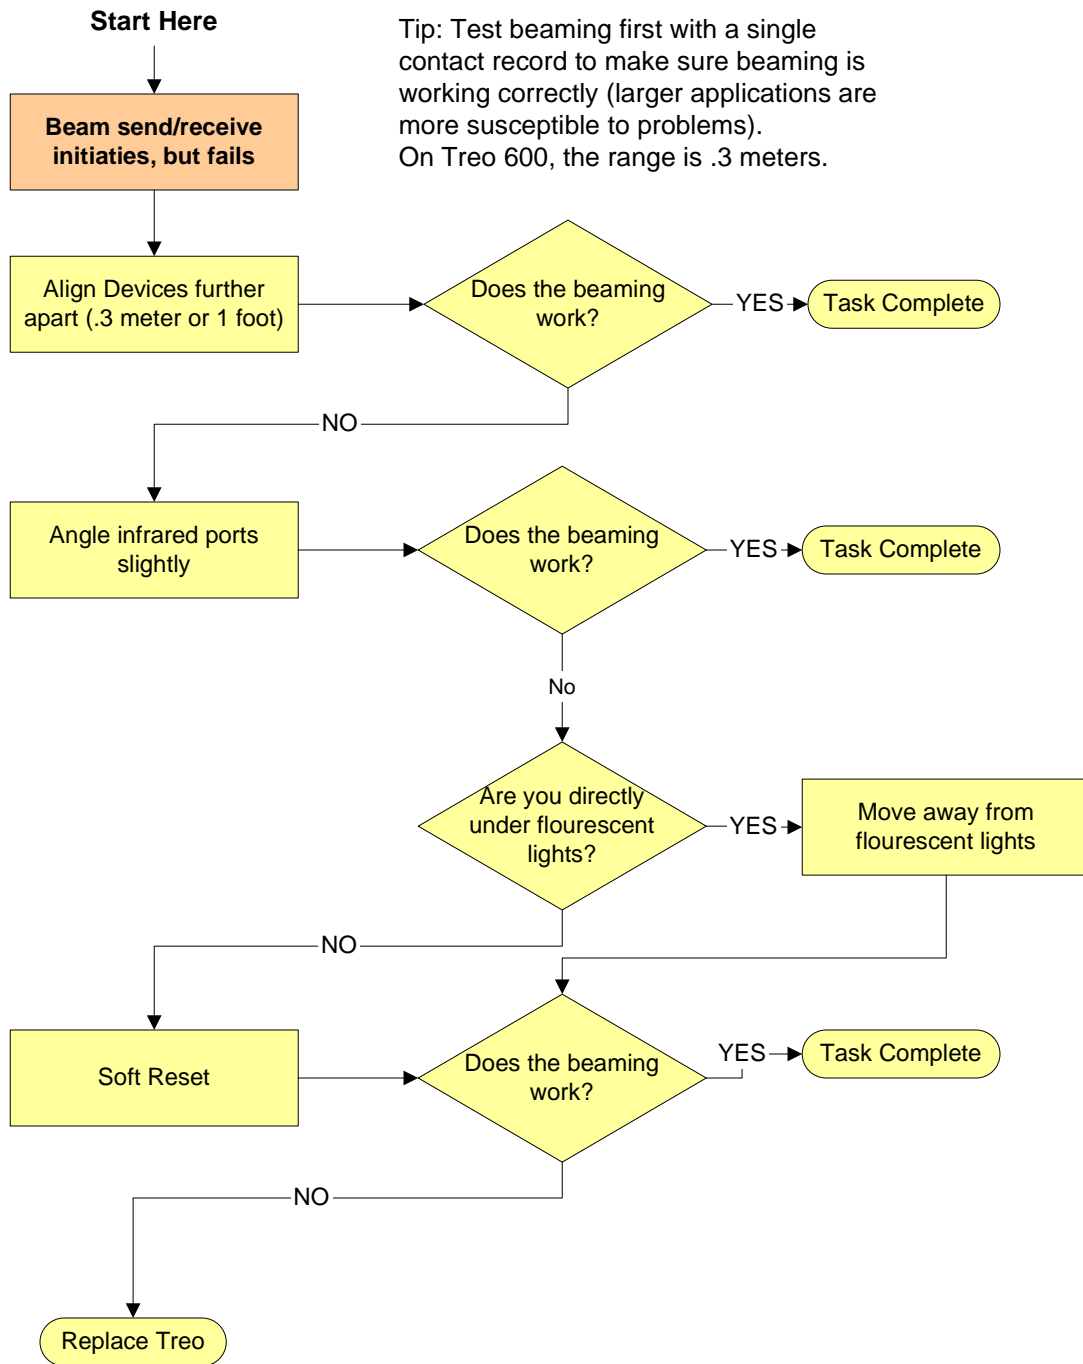 Start Here
Tip: Test beaming first with a single
contact record to make sure beaming is
working correctly (larger applications are
more susceptible to problems).
On Treo 600, the range is .3 meters.
Beam send/receive
initiaties, but fails
Align Devices further
apart (.3 meter or 1 foot)
Does the beaming
work?
YES
Task Complete
NO
Angle infrared ports
slightly
Does the beaming
work?
YES
Task Complete
No
Are you directly
under flourescent
lights?
YES
Move away from
flourescent lights
NO
Soft Reset
Does the beaming
work?
YES
Task Complete
NO
Replace Treo